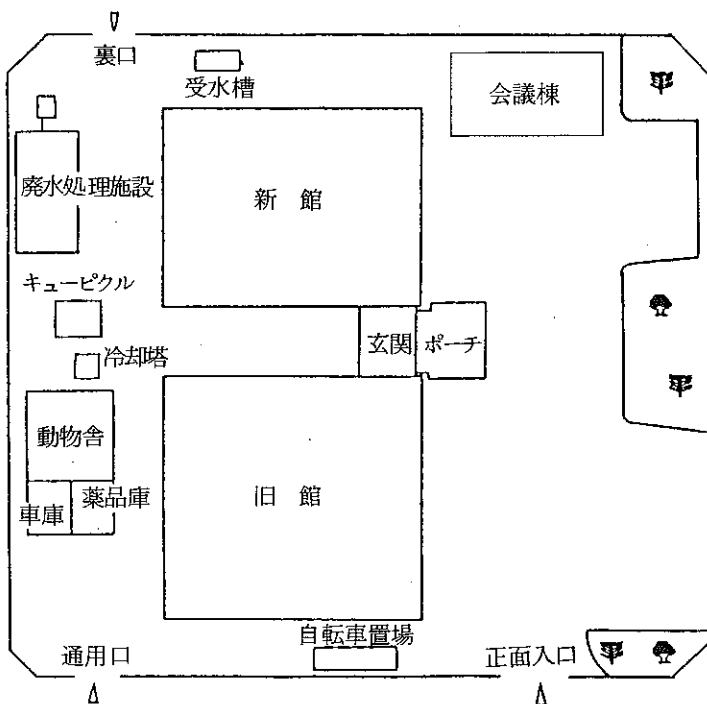 裏口
受水槽
会議棟
廃水処理施設
新館
キュービクル
玄関
ポーチ
冷却塔
動物舎
薬品庫
車庫
旧館
自転車置場
通用口
正面入口